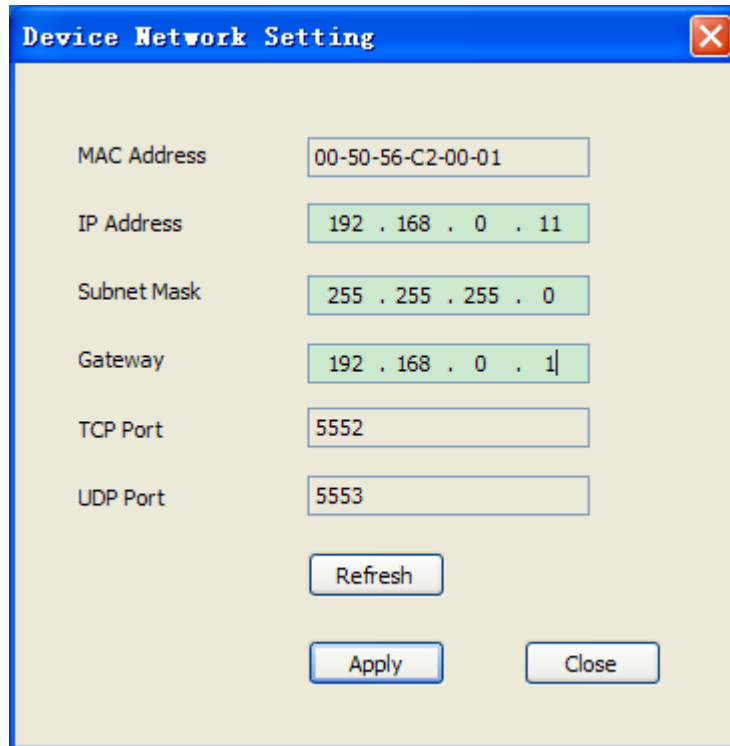 Device Network Setting
MAC Address 00-50-56-C2-00-01
IP Address 192 . 168 . 0 . 11
Subnet Mask 255 . 255 . 255 . 0
Gateway 192 . 168 . 0 . 1
TCP Port 5552
UDP Port 5553
Refresh
Apply Close